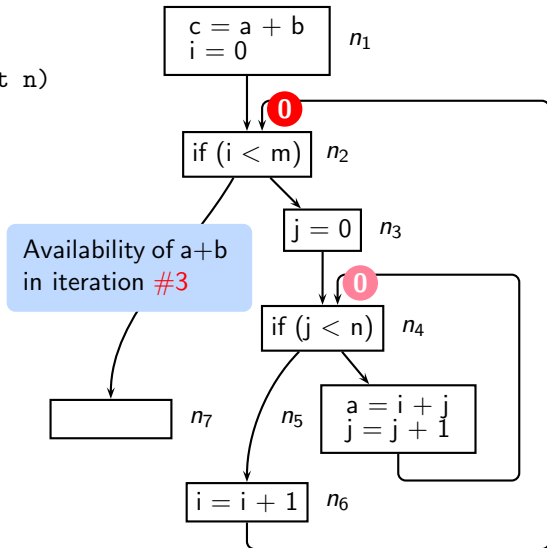 c = a + b
i = 0
n1
t n)
0
if (i < m)
n2
j = 0
n3
Availability of a+b
in iteration #3
0
if (j < n)
n4
n7
n5
a = i + j
j = j + 1
i = i + 1
n6